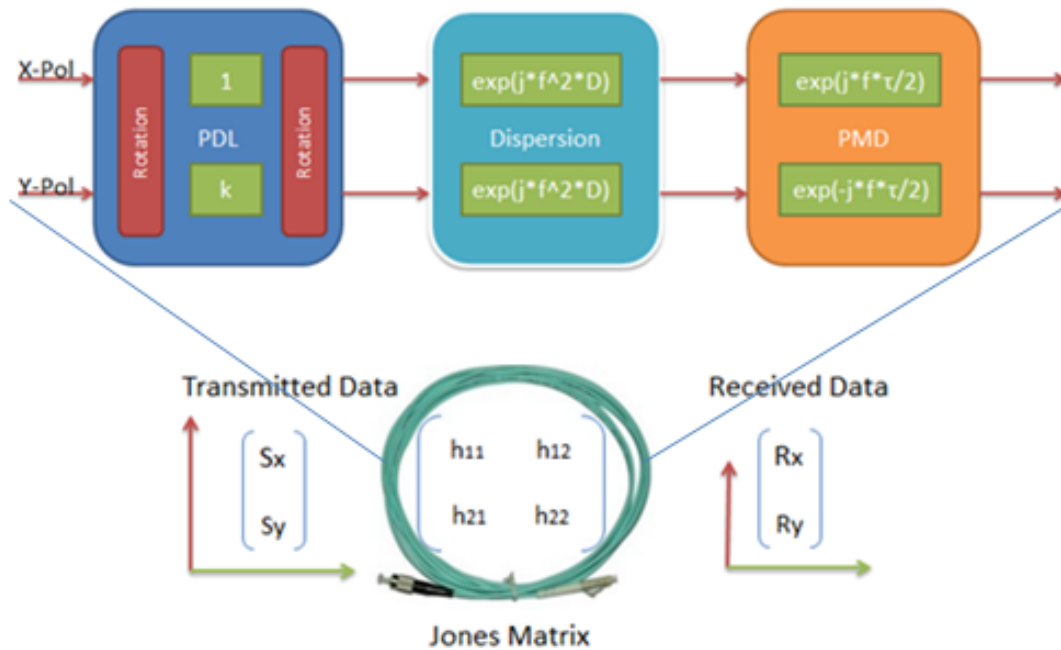 X-Pol
Y-Pol
Rotation
1
PDL
k
Rotation
exp(j*f^2*D)
Dispersion
exp(j*f^2*D)
exp(j*f*τ/2)
PMD
exp(-j*f*τ/2)
Transmitted Data
Sx
Sy
h11 h12
h21 h22
Received Data
Rx
Ry
Jones Matrix